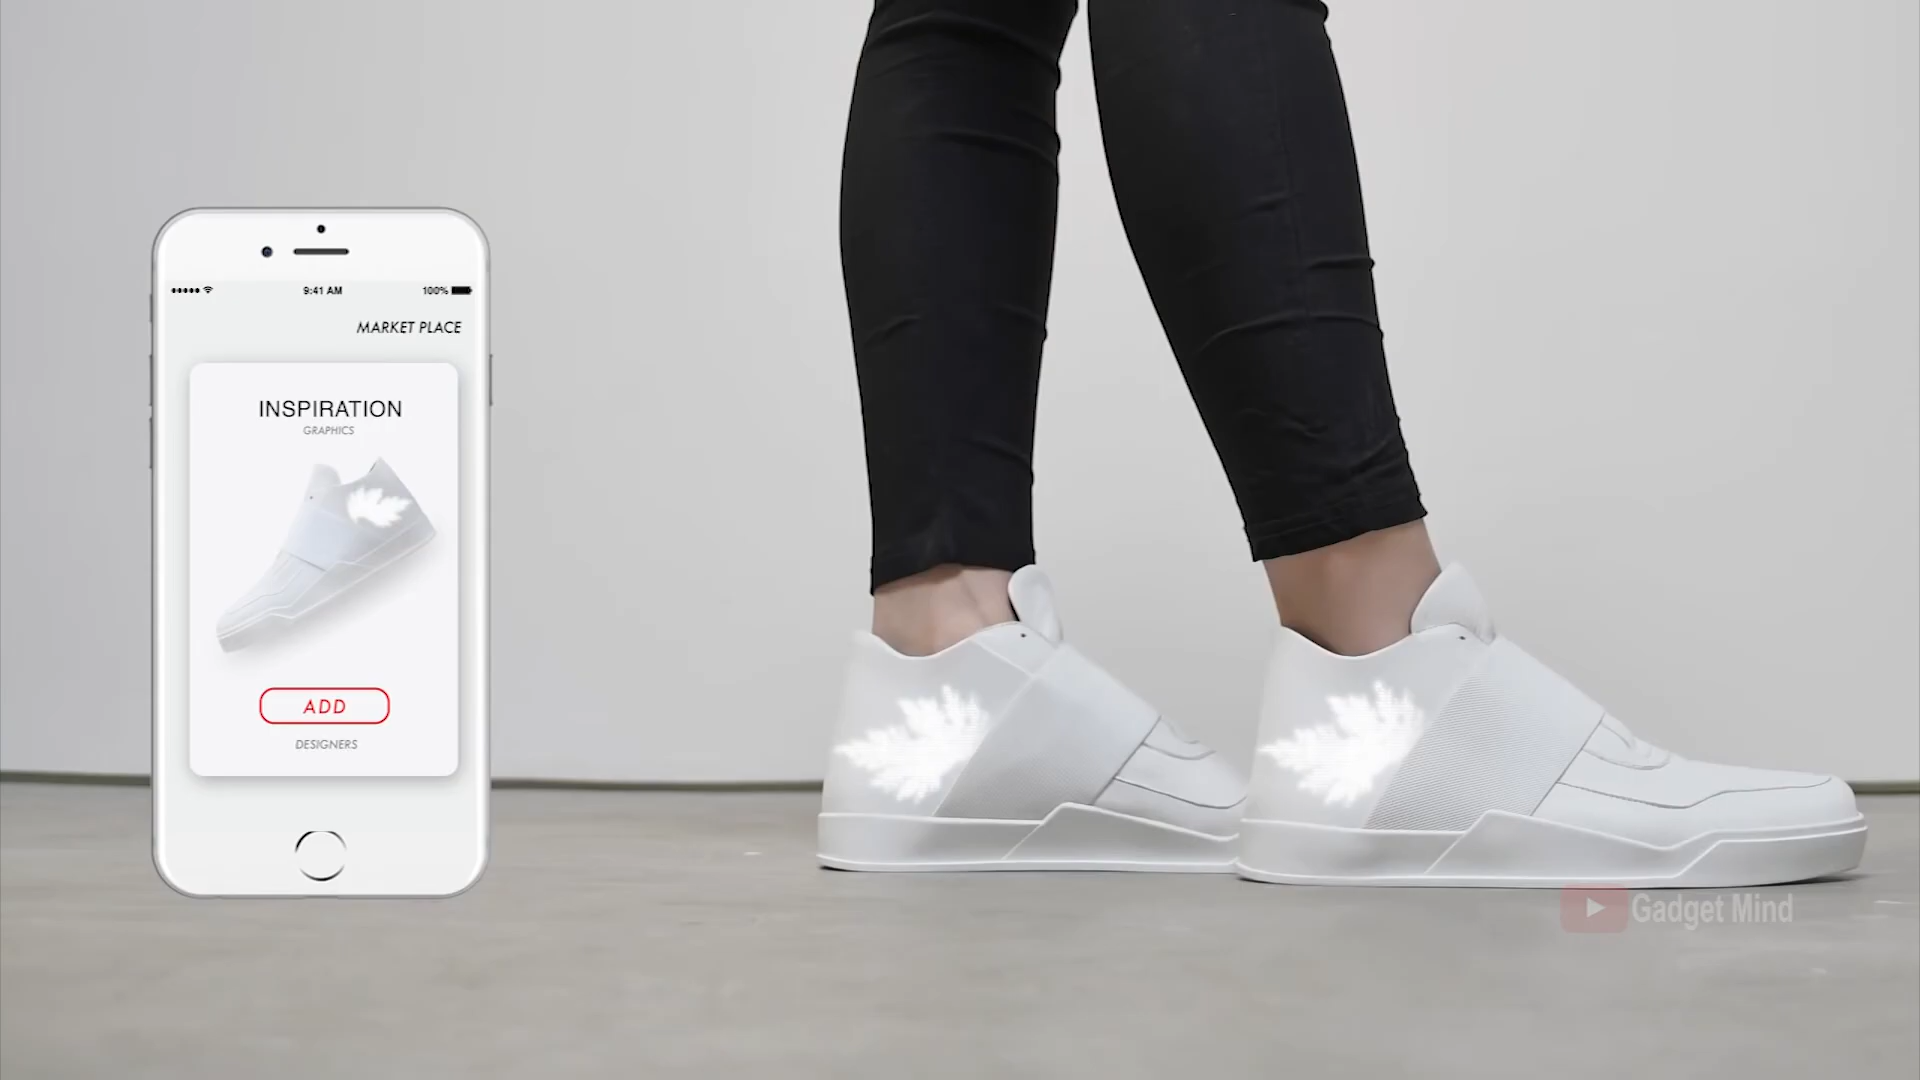 9:41 AM
100%
MARKET PLACE
INSPIRATION
GRAPHICS
ADD
DESIGNERS
Gadget Mind